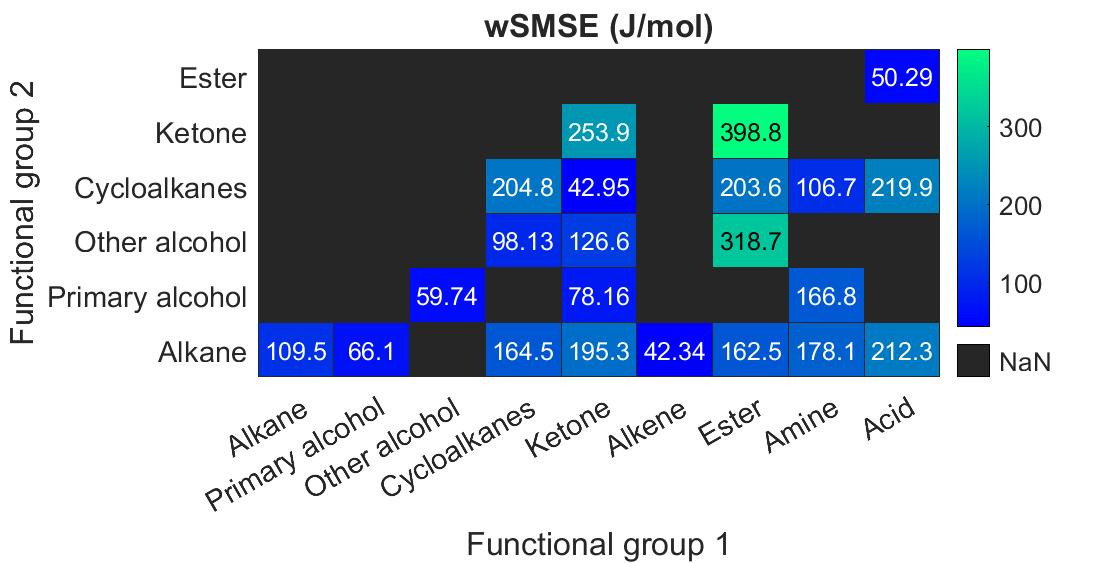 wSMSE (J/mol)
Functional group 2
Ester 50.29
Ketone 253.9 398.8
Cycloalkanes 204.8 42.95 203.6 106.7 219.9
Other alcohol 98.13 126.6 318.7
Primary alcohol 59.74 78.16 166.8
Alkane 109.5 66.1 164.5 195.3 42.34 162.5 178.1 212.3
300
200
100
NaN
Alkane
Primary alcohol
Other alcohol
Cycloalkanes
Ketone
Alkene
Ester
Amine
Acid
Functional group 1